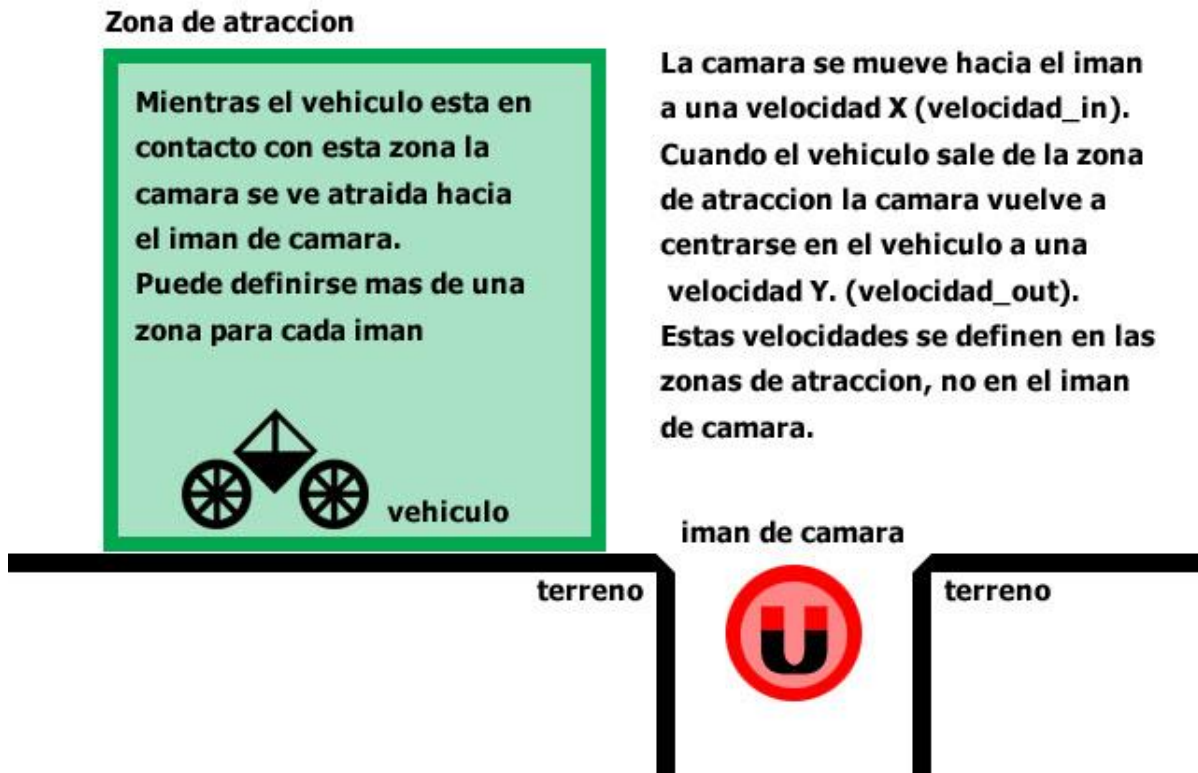 Zona de atraccion
Mientras el vehiculo esta en
contacto con esta zona la
camara se ve atraida hacia
el iman de camara.
Puede definirse mas de una
zona para cada iman
vehiculo
La camara se mueve hacia el iman
a una velocidad X (velocidad_in).
Cuando el vehiculo sale de la zona
de atraccion la camara vuelve a
centrarse en el vehiculo a una
velocidad Y. (velocidad_out).
Estas velocidades se definen en las
zonas de atraccion, no en el iman
de camara.
iman de camara
terreno
terreno